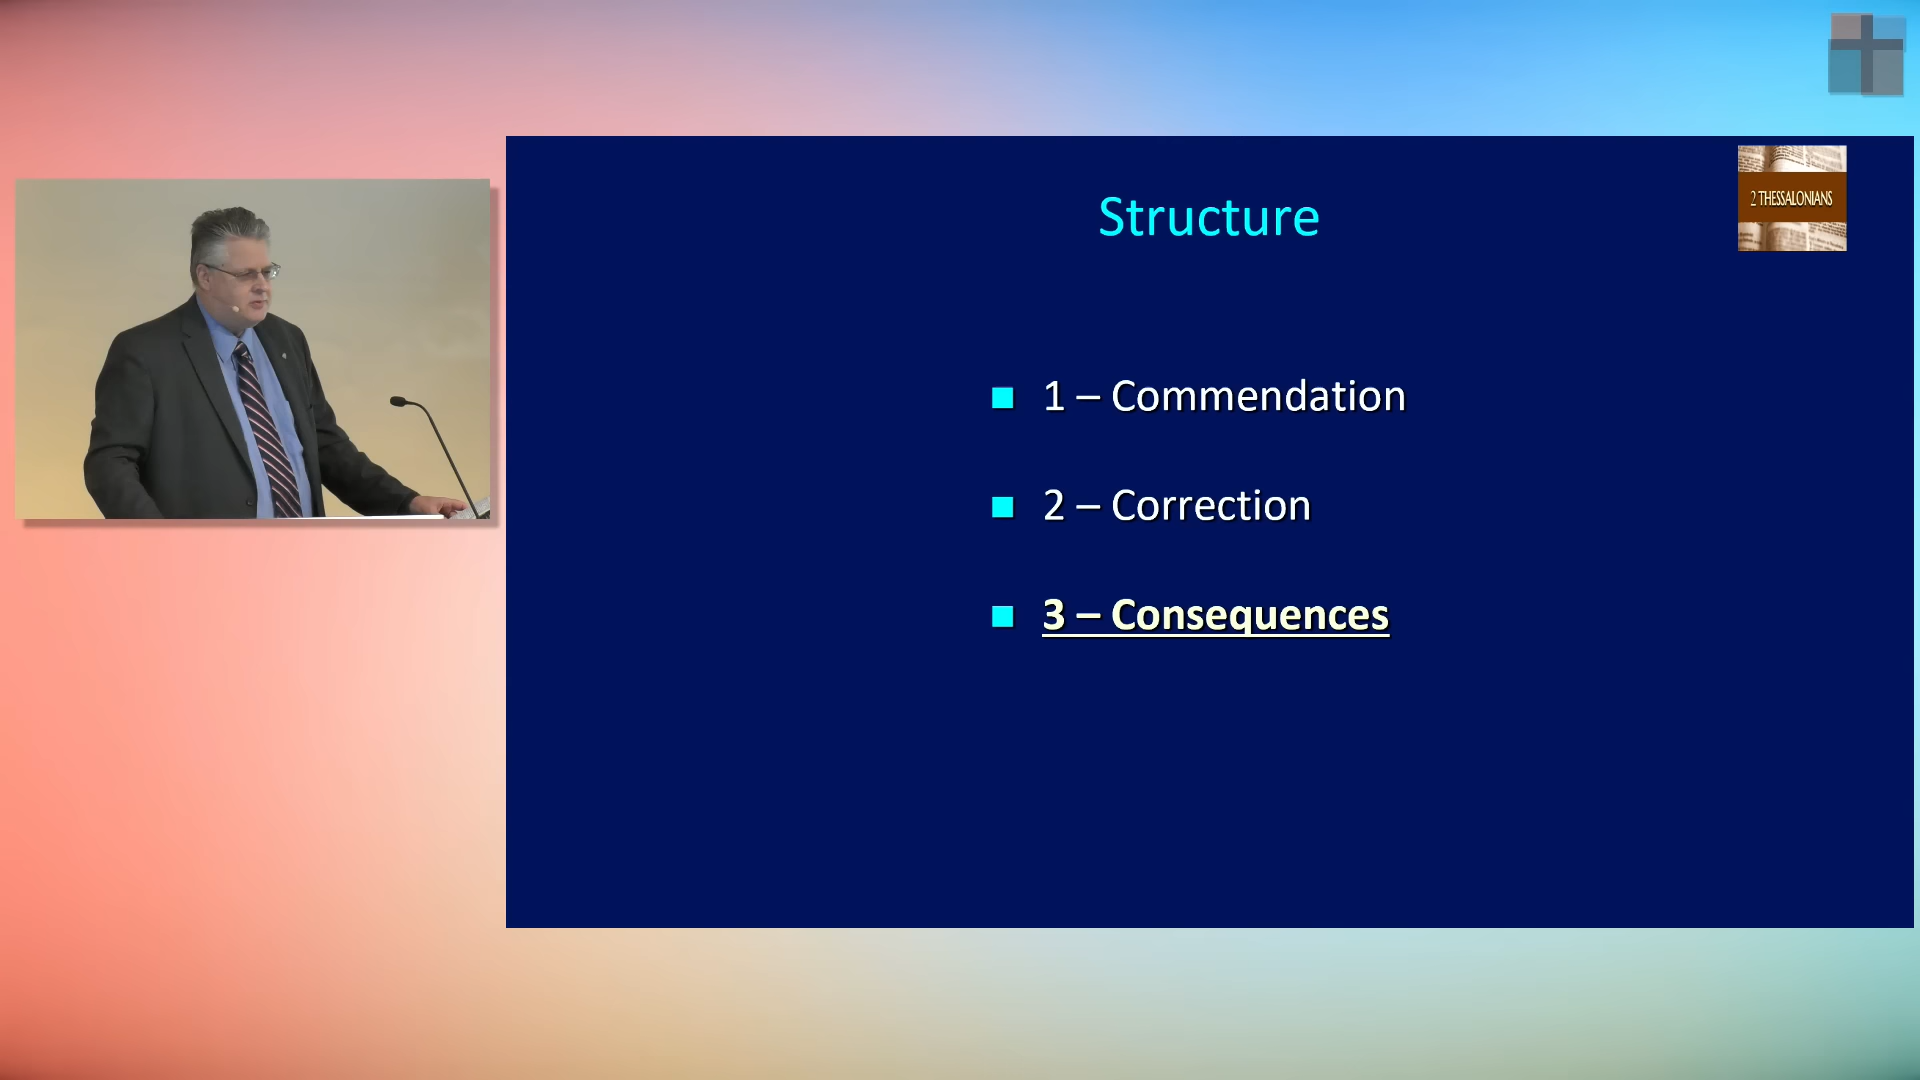 Structure
2 THESSALONIANS
1 – Commendation
2 – Correction
3 – Consequences